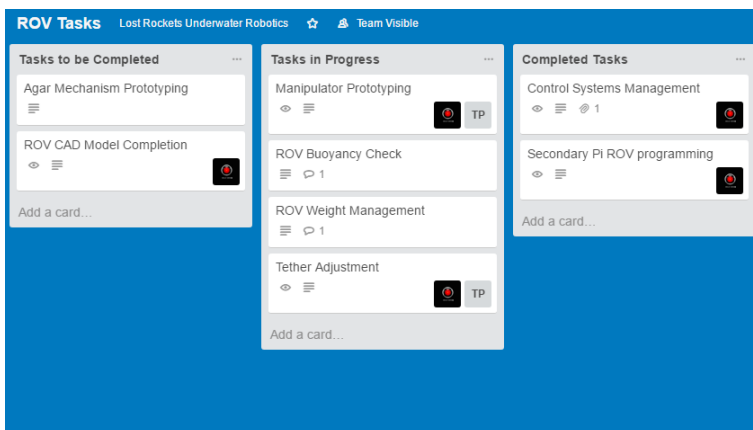 ROV Tasks Lost Rockets Underwater Robotics Team Visible
Tasks to be Completed ...
Agar Mechanism Prototyping
ROV CAD Model Completion
Add a card...
Tasks in Progress ...
Manipulator Prototyping
TP
ROV Buoyancy Check
1
ROV Weight Management
1
Tether Adjustment
TP
Add a card...
Completed Tasks ...
Control Systems Management
1
Secondary Pi ROV programming
Add a card...